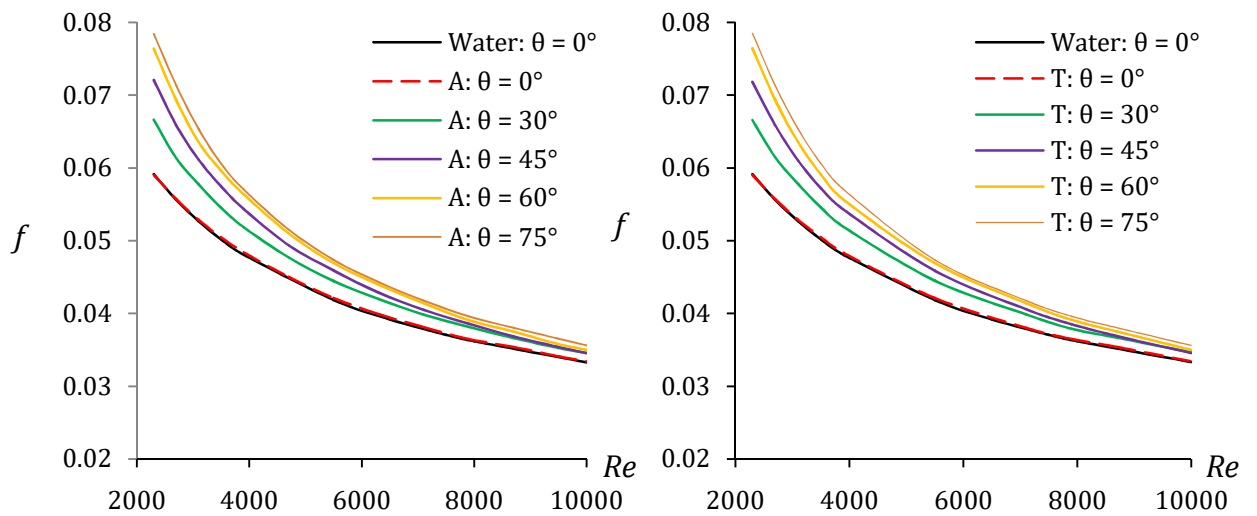 0.08
0.07
0.06
0.05
0.04
0.03
0.02
f
2000
4000
6000
8000
10000
Re
Water: θ = 0°
A: θ = 0°
A: θ = 30°
A: θ = 45°
A: θ = 60°
A: θ = 75°
0.08
0.07
0.06
0.05
0.04
0.03
0.02
f
2000
4000
6000
8000
10000
Re
Water: θ = 0°
T: θ = 0°
T: θ = 30°
T: θ = 45°
T: θ = 60°
T: θ = 75°